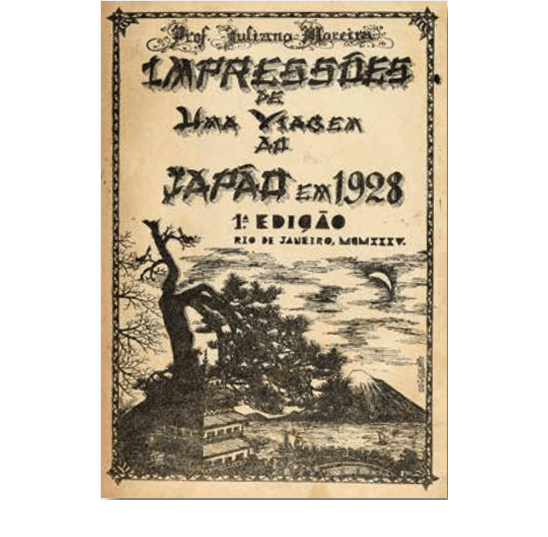 Prof. Juliano Moreira
IMPRESSÕES
DE
UMA VIAGEM
AO
JAPÃO EM 1928
1ª EDIÇÃO
RIO DE JANEIRO, MCMXXXV.